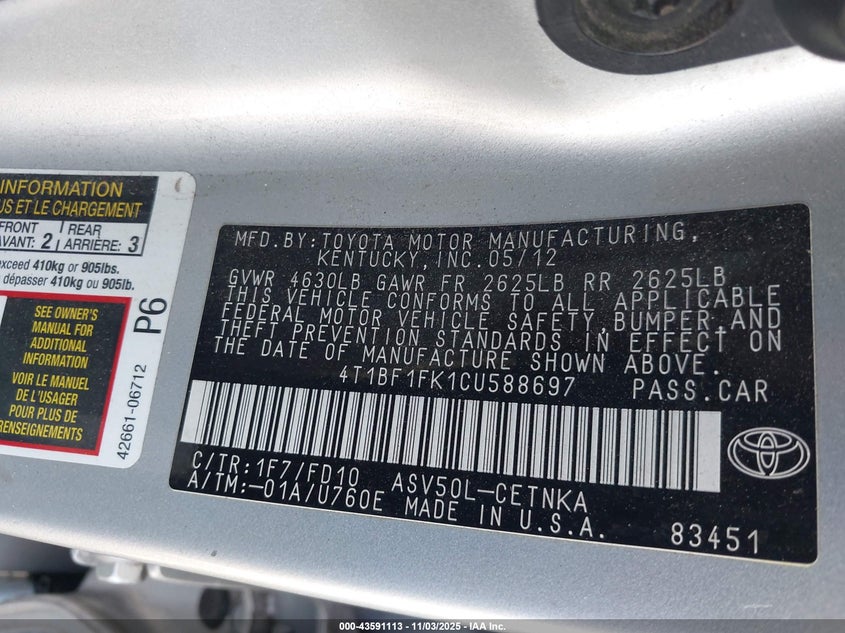 INFORMATION
US ET LE CHARGEMENT
FRONT
AVANT: 2
REAR
ARRIÈRE: 3
exceed 410kg or 905lbs.
dépasser 410kg ou 905lb.
SEE OWNER'S
MANUAL FOR
ADDITIONAL
INFORMATION
VOIR LE MANUEL
DE L'USAGER
POUR PLUS DE
RENSEIGNEMENTS
P6
42661-06712
MFD.BY:TOYOTA MOTOR MANUFACTURING,
KENTUCKY,INC.05/12
GVWR 4630LB GAWR FR 2625LB RR 2625LB
THIS VEHICLE CONFORMS TO ALL APPLICABLE
FEDERAL MOTOR VEHICLE SAFETY,BUMPER,AND
THEFT PREVENTION STANDARDS IN EFFECT ON
THE DATE OF MANUFACTURE SHOWN ABOVE.
4T1BF1FK1CU588697 PASS.CAR
C/TR:1F7/FD10 ASV50L-CETNKA
A/TM:-01A/U760E MADE IN U.S.A.
83451
000-43591113 - 11/03/2025 - IAA Inc.